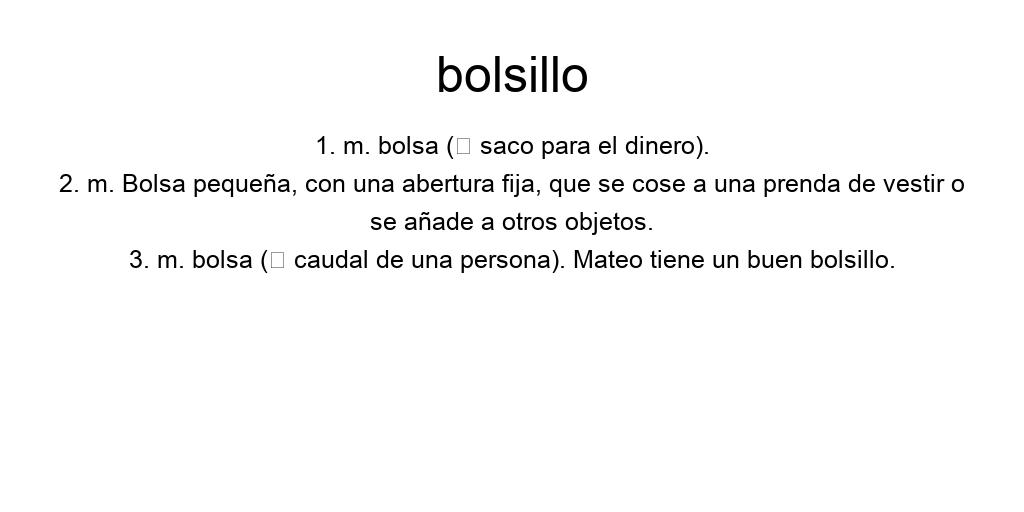 bolsillo
1. m. bolsa (□ saco para el dinero).
2. m. Bolsa pequeña, con una abertura fija, que se cose a una prenda de vestir o
se añade a otros objetos.
3. m. bolsa (□ caudal de una persona). Mateo tiene un buen bolsillo.